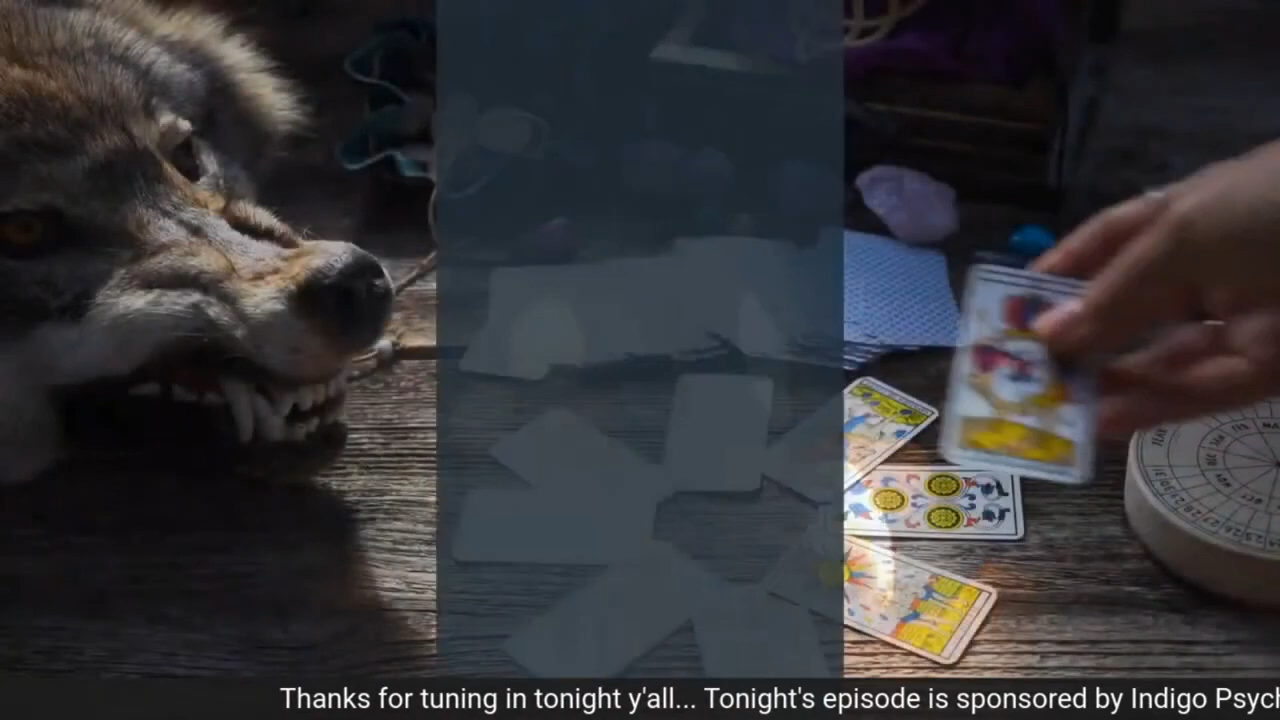 Thanks for tuning in tonight y'all... Tonight's episode is sponsored by Indigo Psych